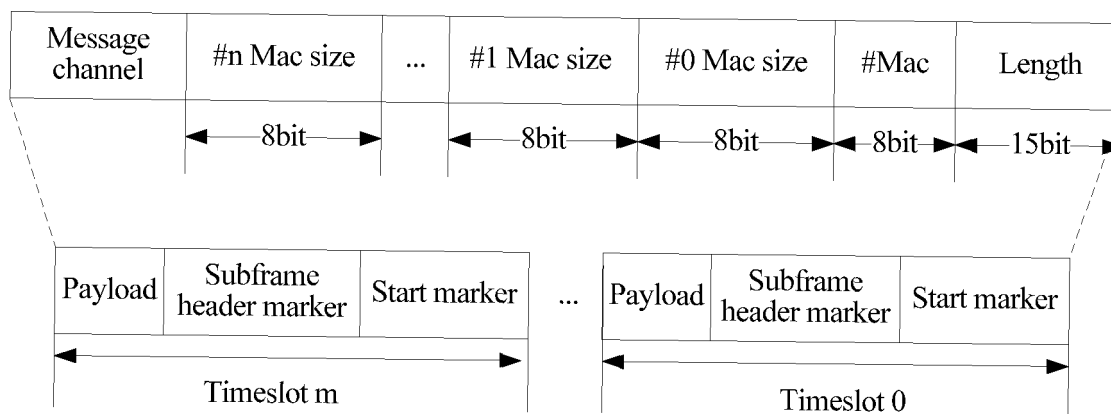 Message channel
#n Mac size
...
#1 Mac size
#0 Mac size
#Mac
Length
8bit
8bit
8bit
8bit
15bit
Payload
Subframe header marker
Start marker
...
Payload
Subframe header marker
Start marker
Timeslot m
Timeslot 0